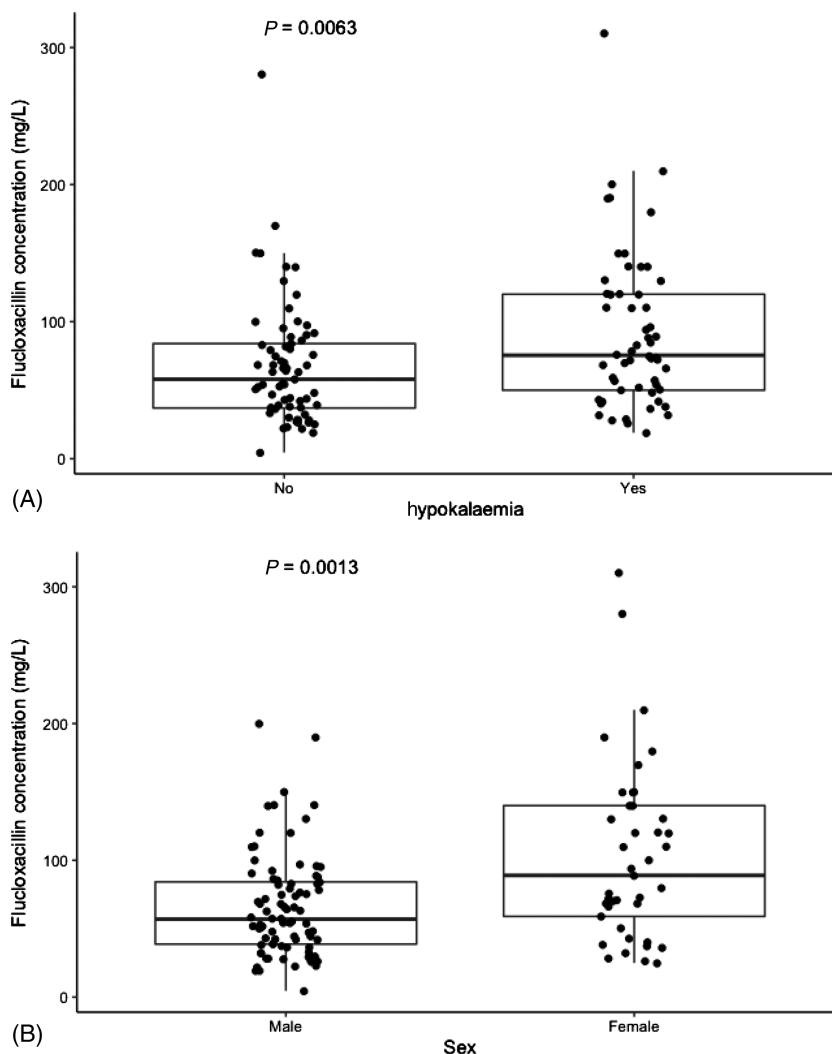 P = 0.0063
Flucloxacillin concentration (mg/L)
300
200
100
0
No
Yes
hypokalaemia
(A)
P = 0.0013
Flucloxacillin concentration (mg/L)
300
200
100
0
Male
Female
Sex
(B)